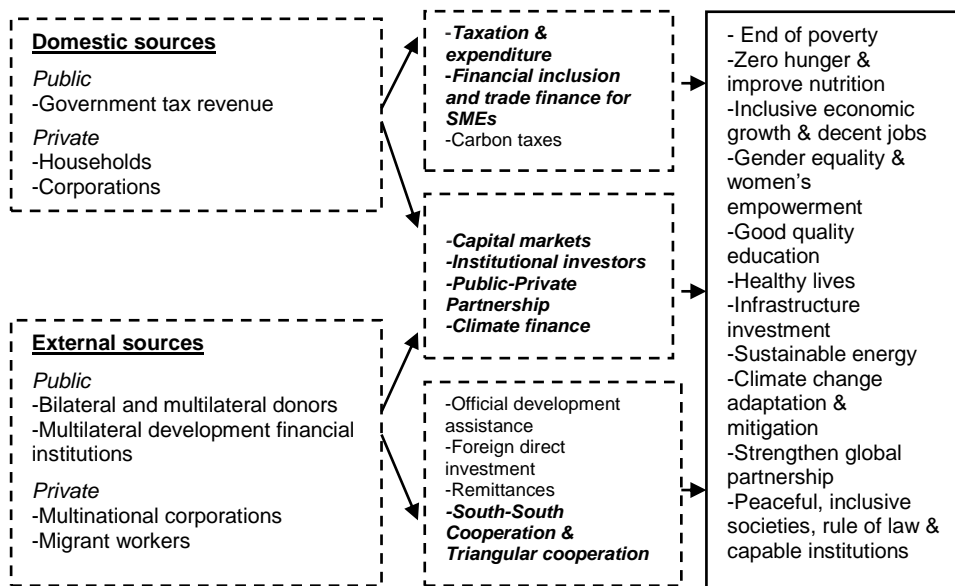 Domestic sources
Public
-Government tax revenue
Private
-Households
-Corporations
External sources
Public
-Bilateral and multilateral donors
-Multilateral development financial
institutions
Private
-Multinational corporations
-Migrant workers
-Taxation &
expenditure
-Financial inclusion
and trade finance for
SMEs
-Carbon taxes
-Capital markets
-Institutional investors
-Public-Private
Partnership
-Climate finance
-Official development
assistance
-Foreign direct
investment
-Remittances
-South-South
Cooperation &
Triangular cooperation
- End of poverty
-Zero hunger &
improve nutrition
-Inclusive economic
growth & decent jobs
-Gender equality &
women’s
empowerment
-Good quality
education
-Healthy lives
-Infrastructure
investment
-Sustainable energy
-Climate change
adaptation &
mitigation
-Strengthen global
partnership
-Peaceful, inclusive
societies, rule of law &
capable institutions